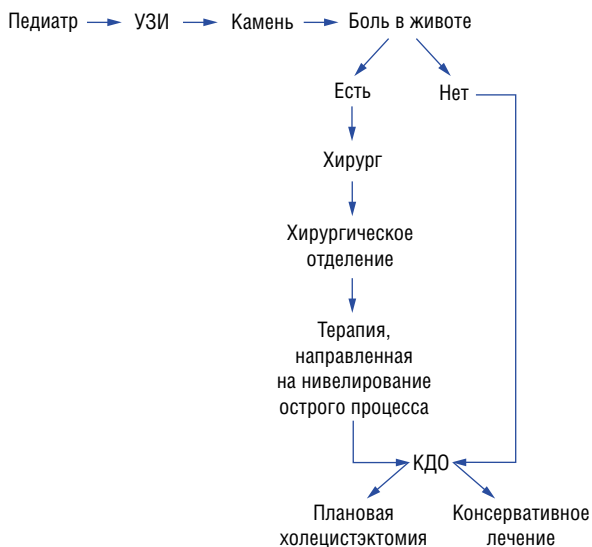 Педиатр УЗИ Камень Боль в животе
Есть Нет
Хирург
Хирургическое
отделение
Терапия,
направленная
на нивелирование
острого процесса
КДО
Плановая
холецистэктомия
Консервативное
лечение